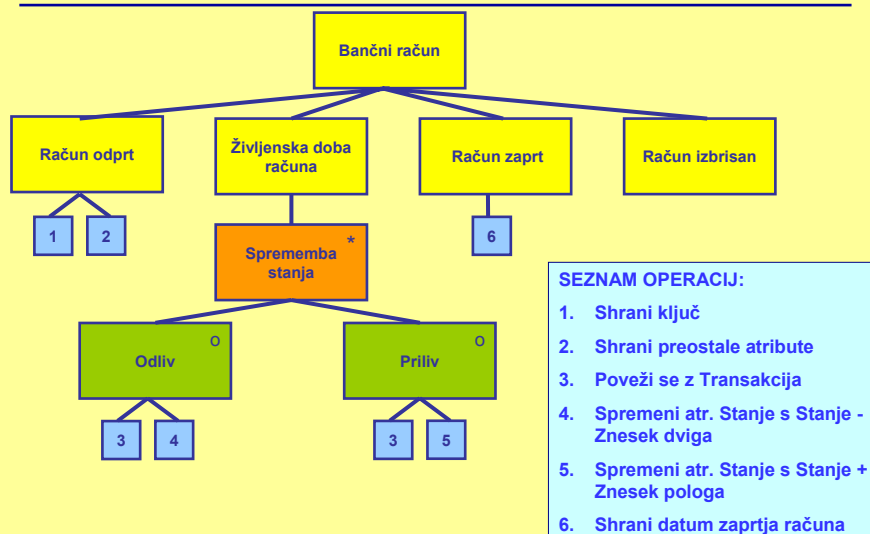 Bančni račun
Račun odprt
Življenska doba
računa
Račun zaprt
Račun izbrisan
1
2
6
*
Sprememba
stanja
O
Odliv
O
Priliv
3
4
3
5
SEZNAM OPERACIJ:
1. Shrani ključ
2. Shrani preostale atribute
3. Poveži se z Transakcija
4. Spremeni atr. Stanje s Stanje -
Znesek dviga
5. Spremeni atr. Stanje s Stanje +
Znesek pologa
6. Shrani datum zaprtja računa